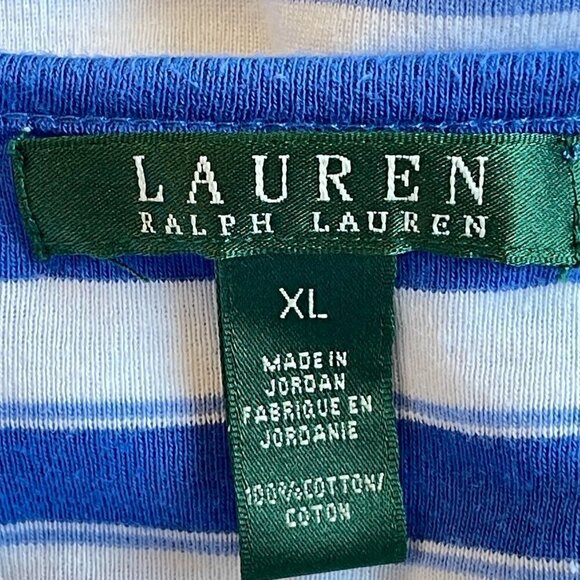 LAUREN
RALPH LAUREN
XL
MADE IN
JORDAN
FABRIQUE EN
JORDANIE
100% COTTON/
COTON